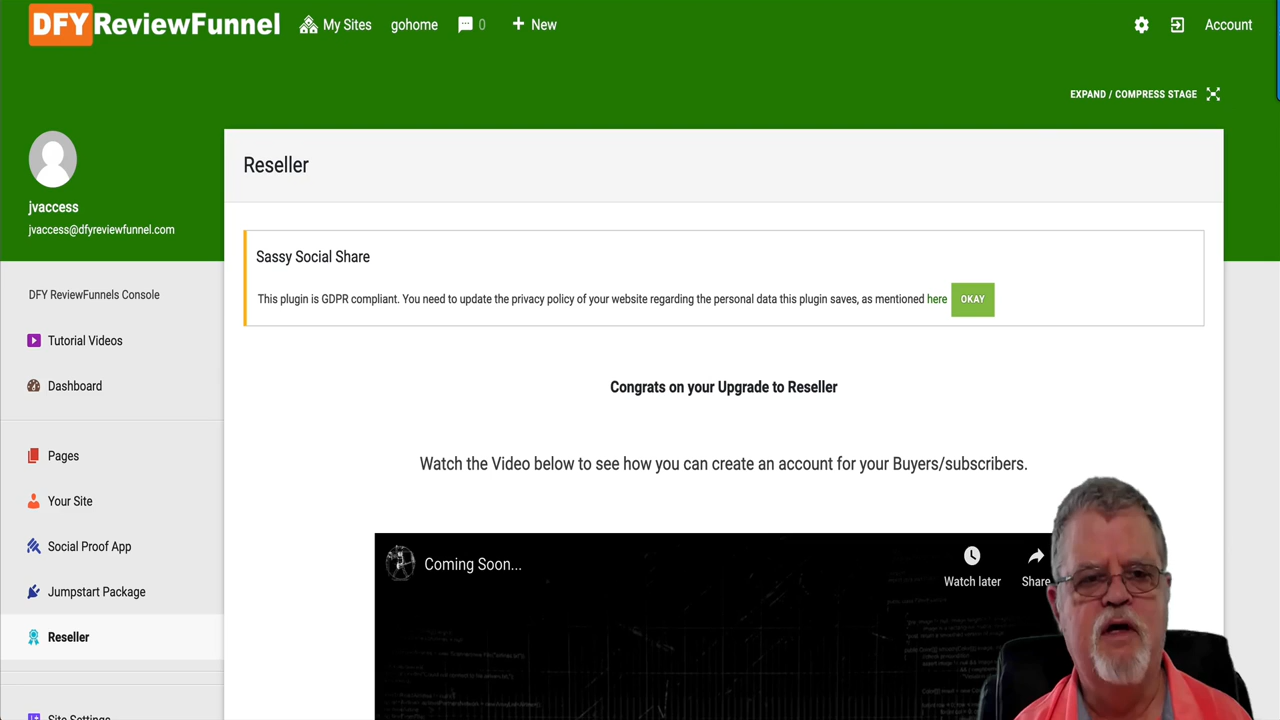 DFY ReviewFunnel My Sites gohome 0 + New Account
EXPAND / COMPRESS STAGE
Reseller
jvaccess
jvaccess@dfyreviewfunnel.com
Sassy Social Share
This plugin is GDPR compliant. You need to update the privacy policy of your website regarding the personal data this plugin saves, as mentioned here OKAY
DFY ReviewFunnels Console
Tutorial Videos
Dashboard
Pages
Your Site
Social Proof App
Jumpstart Package
Reseller
Site Settings
Congrats on your Upgrade to Reseller
Watch the Video below to see how you can create an account for your Buyers/subscribers.
Coming Soon...
Watch later
Share